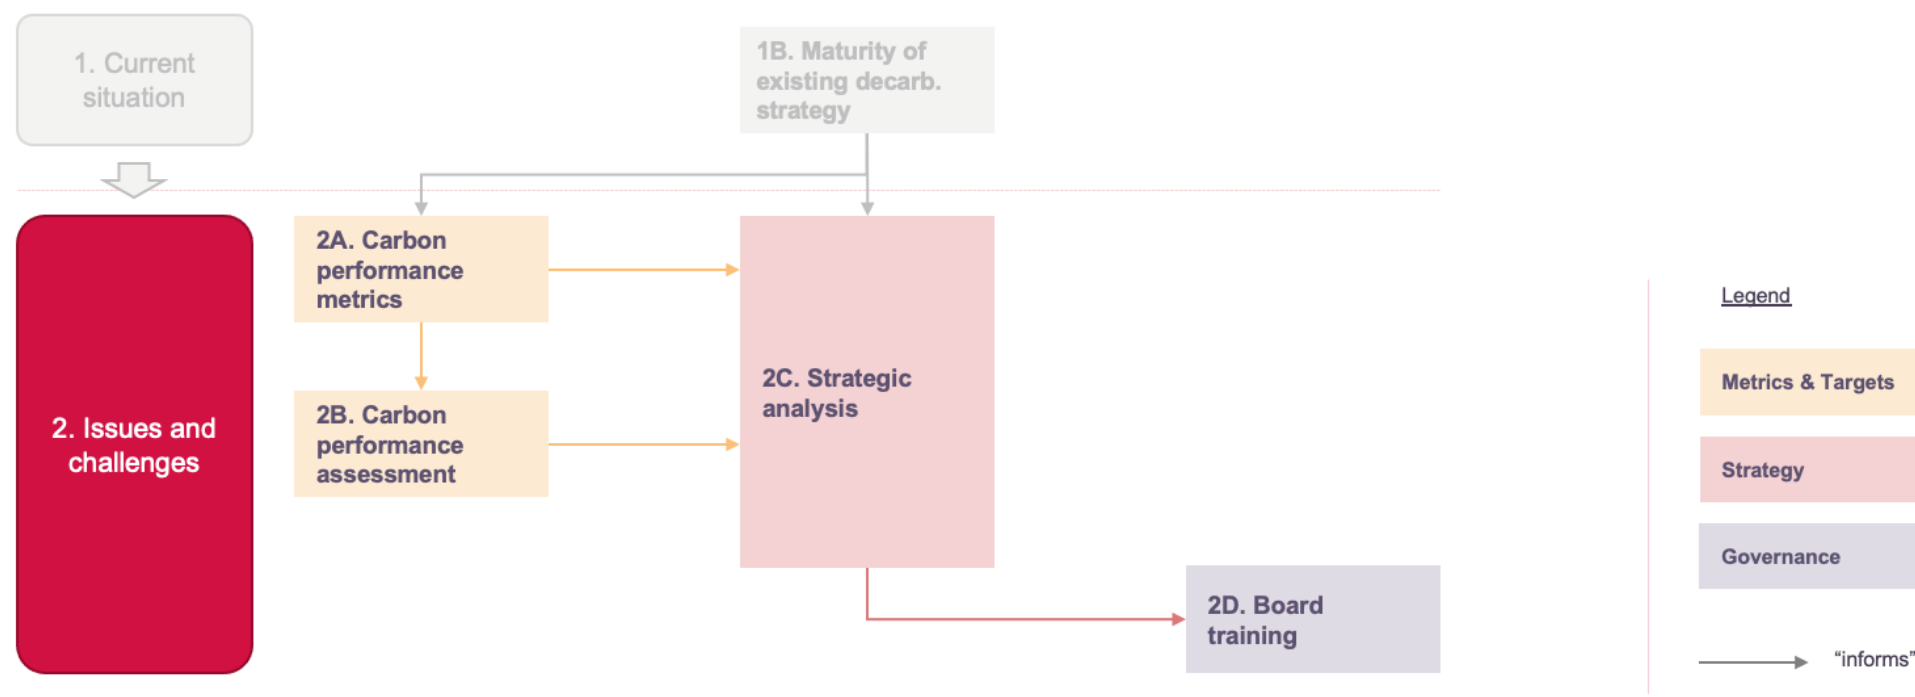 1. Current
situation
1B. Maturity of
existing decarb.
strategy
2. Issues and
challenges
2A. Carbon
performance
metrics
2B. Carbon
performance
assessment
2C. Strategic
analysis
2D. Board
training
Legend
Metrics & Targets
Strategy
Governance
“informs”